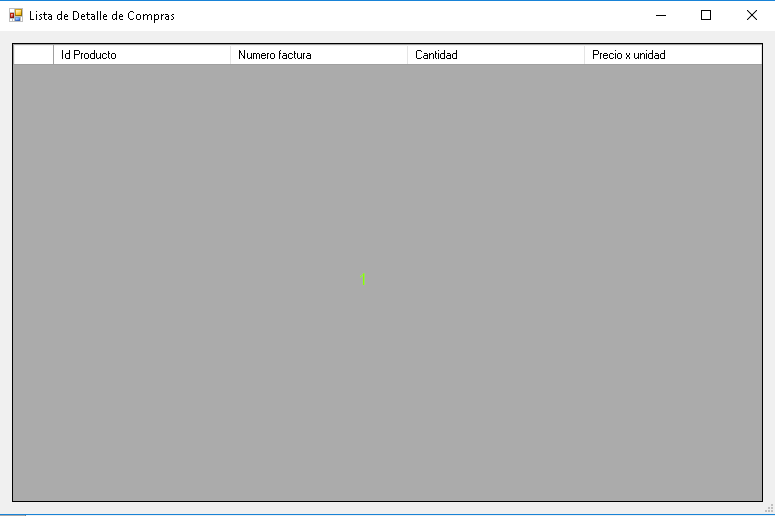 Lista de Detalle de Compras
Id Producto Numero factura Cantidad Precio x unidad
1